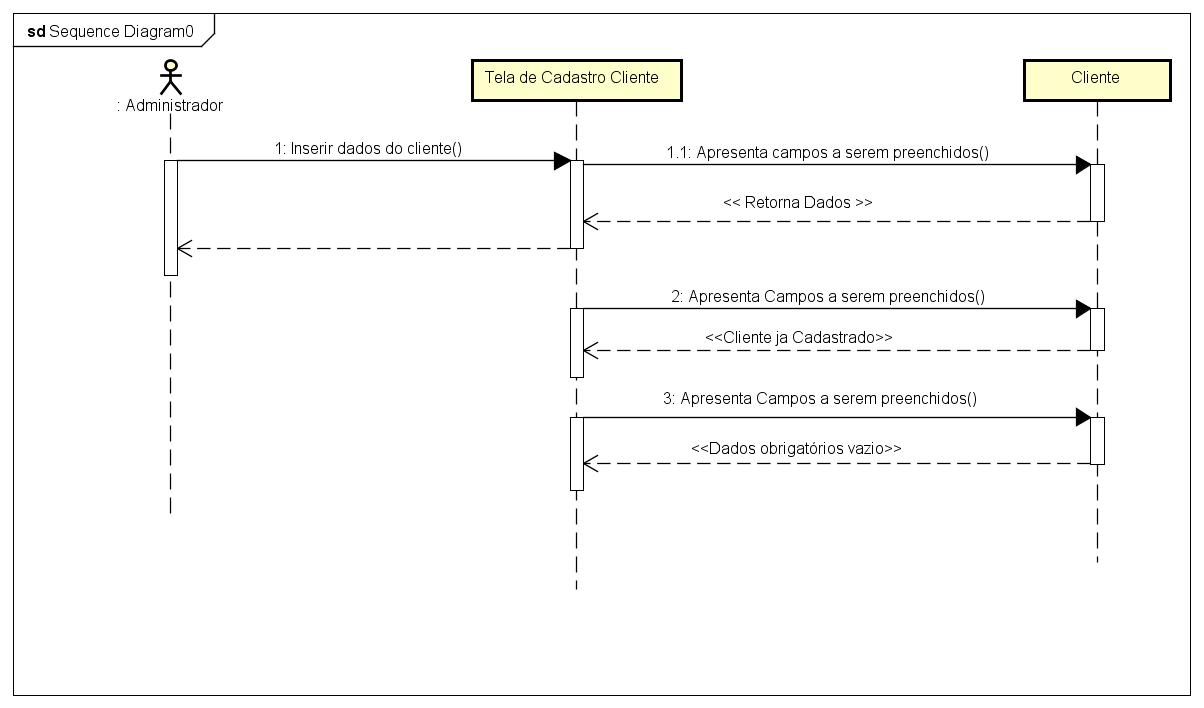 sd Sequence Diagram0
: Administrador
Tela de Cadastro Cliente
Cliente
1: Inserir dados do cliente()
1.1: Apresenta campos a serem preenchidos()
<< Retorna Dados >>
2: Apresenta Campos a serem preenchidos()
<<Cliente ja Cadastrado>>
3: Apresenta Campos a serem preenchidos()
<<Dados obrigatórios vazio>>